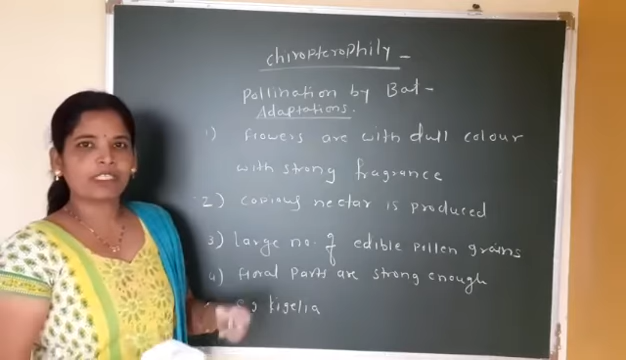 chiropterophily -
Pollination by Bat -
Adaptations.
1) flowers are with dull colour
with strong fragrance
2) copious nectar is produced
3) large no. of edible pollen grains
4) floral parts are strong enough
kigelia